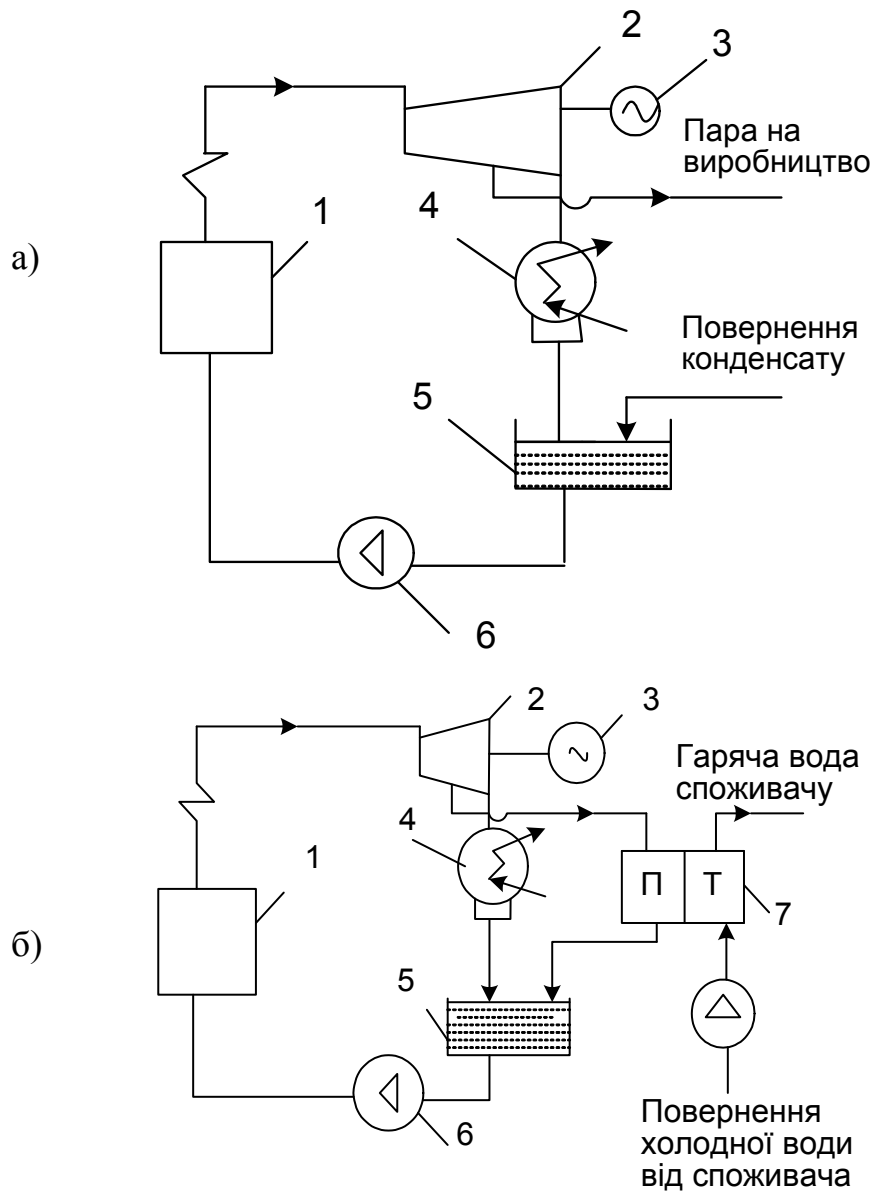 2
3
Пара на
виробництво
1
4
а)
Повернення
конденсату
5
6
2
3
Гаряча вода
споживачу
4
1
П Т
7
б)
5
6
Повернення
холодної води
від споживача